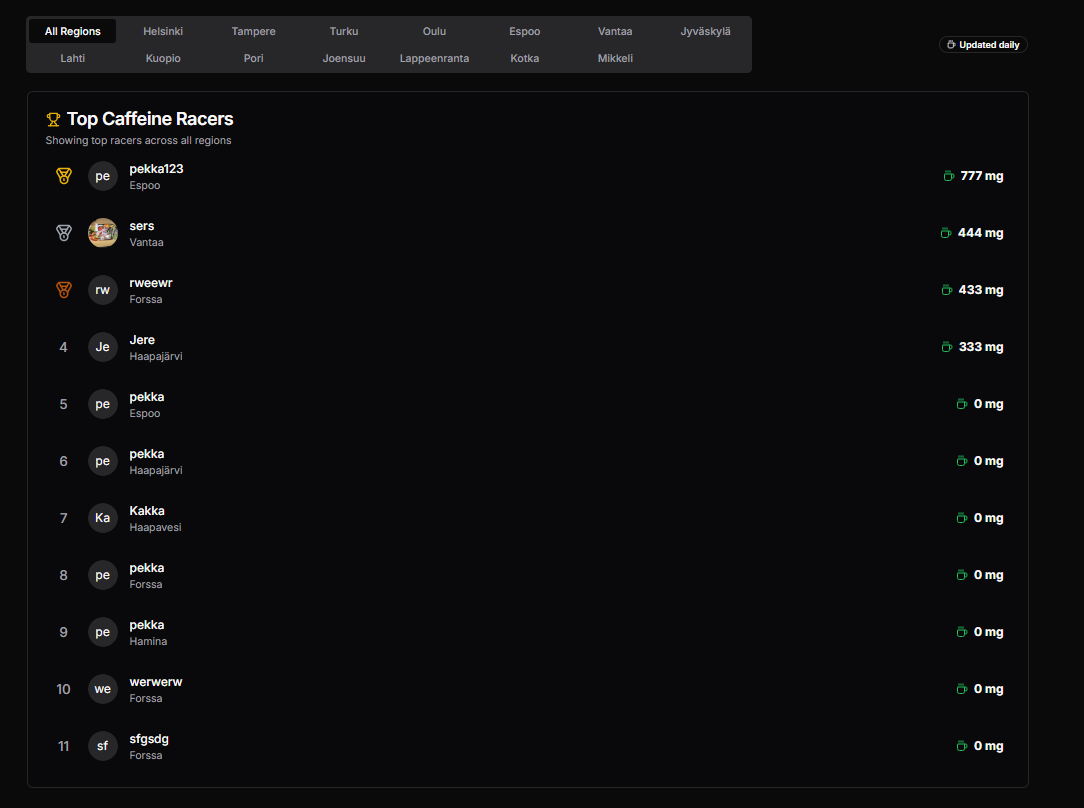 All Regions Helsinki Tampere Turku Oulu Espoo Vantaa Jyväskylä
Lahti Kuopio Pori Joensuu Lappeenranta Kotka Mikkeli
Updated daily
Top Caffeine Racers
Showing top racers across all regions
pe pekka123 777 mg
Espoo
sers 444 mg
Vantaa
rw rweewr 433 mg
Forssa
4 Je Jere 333 mg
Haapajärvi
5 pe pekka 0 mg
Espoo
6 pe pekka 0 mg
Haapajärvi
7 Ka Kakka 0 mg
Haapavesi
8 pe pekka 0 mg
Forssa
9 pe pekka 0 mg
Hamina
10 we werwerw 0 mg
Forssa
11 sf sfgsdg 0 mg
Forssa